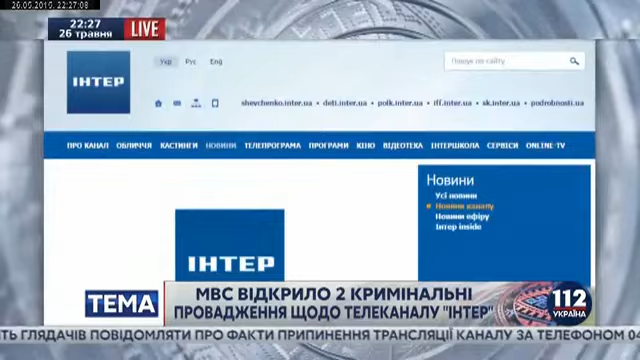 26.05.2016. 22:27:08
22:27
26 травня
LIVE
ІНТЕР
Укр Рус Eng
Пошук по сайту
shevchenko.inter.ua • deti.inter.ua • polk.inter.ua • iff.inter.ua • sk.inter.ua • podrobnosti.ua
ПРО КАНАЛ ОБЛИЧЧЯ КАСТИНГИ НОВИНИ ТЕЛЕПРОГРАМА ПРОГРАМИ КІНО ВІДЕОТЕКА ІНТЕРШКОЛА СЕРВІСИ ONLINE-TV
Новини
Усі новини
Новини каналу
Новини ефіру
Інтер inside
ІНТЕР
ТЕМА
МВС ВІДКРИЛО 2 КРИМІНАЛЬНІ
ПРОВАДЖЕННЯ ЩОДО ТЕЛЕКАНАЛУ "ІНТЕР"
112
УКРАЇНА
ТЬ ГЛЯДАЧІВ ПОВІДОМЛЯТИ ПРО ФАКТИ ПРИПИНЕННЯ ТРАНСЛЯЦІЇ КАНАЛУ ЗА ТЕЛЕФОНОМ 04